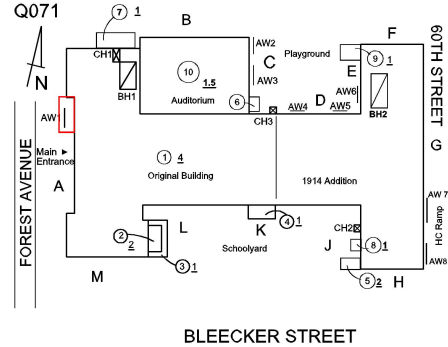 Q071
7 1
B
F
60TH STREET
N
CH1
BH1
10 1.5
Auditorium
AW2
C
AW3
Playground
9 1
E
AW6
BH2
6
CH3
AW4
D
AW5
G
AW1
Main
Entrance
FOREST AVENUE
A
1 4
Original Building
1914 Addition
AW 7
HC Ramp
AW8
2
2
L
3 1
K
4 1
Schoolyard
CH2
J
8 1
5 2
M
H
BLEECKER STREET